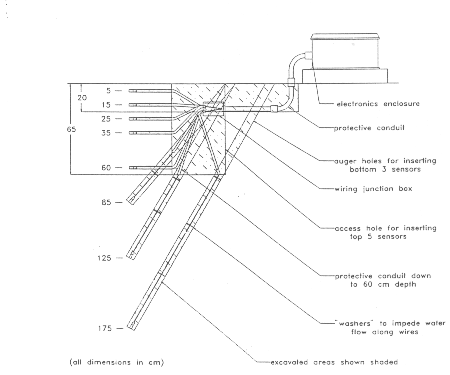 5
20
15
25
35
65
60
85
125
175
electronics enclosure
protective conduit
auger holes for inserting
bottom 3 sensors
wiring junction box
access hole for inserting
top 5 sensors
protective conduit down
to 60 cm depth
"washers" to impede water
flow along wires
excavated areas shown shaded
(all dimensions in cm)